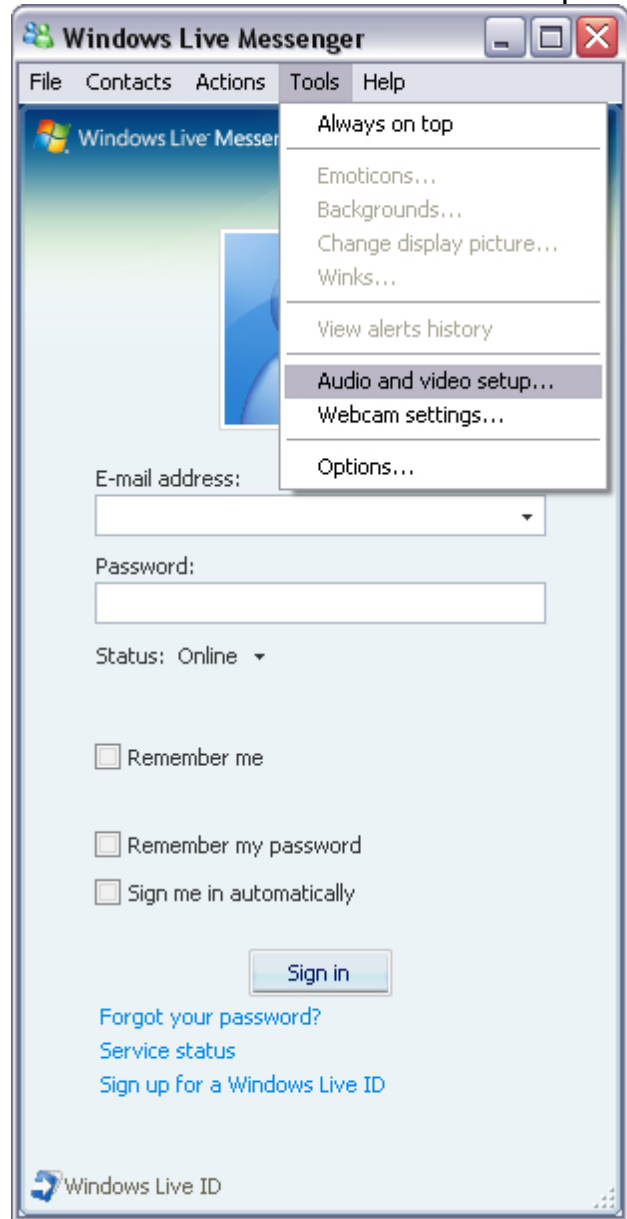 Windows Live Messenger
File Contacts Actions Tools Help
Windows Live Messen
Always on top
Emoticons...
Backgrounds...
Change display picture...
Winks...
View alerts history
Audio and video setup...
Webcam settings...
Options...
E-mail address:
Password:
Status: Online
Remember me
Remember my password
Sign me in automatically
Sign in
Forgot your password?
Service status
Sign up for a Windows Live ID
Windows Live ID